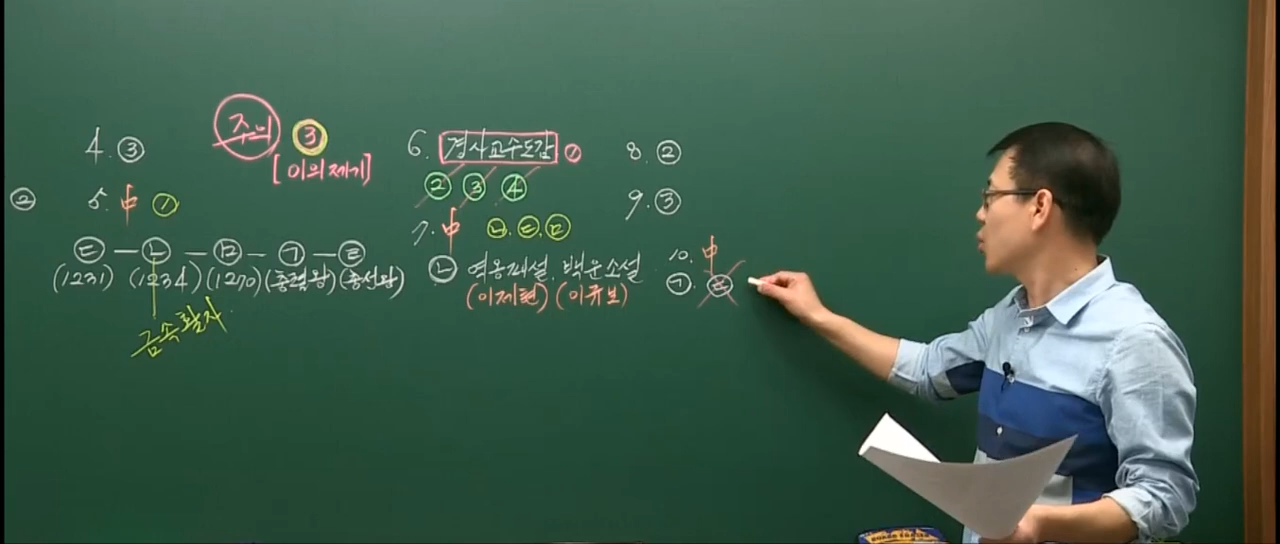 주의 ③
[이의제기]
4. ③
②
5. 中 ①
ㄷ - ㄴ - ㅁ - ㄱ - ㄹ
(1231) (1234) (1270) (충렬왕) (충선왕)
금속활자
6. 경사교수도감 ①
② ③ ④
7. 中 ㄴ.ㄷ.ㅁ
ㄴ 역옹패설, 백운소설
(이제현) (이규보)
8. ②
9. ③
10. 中
ㄱ. ㄹ